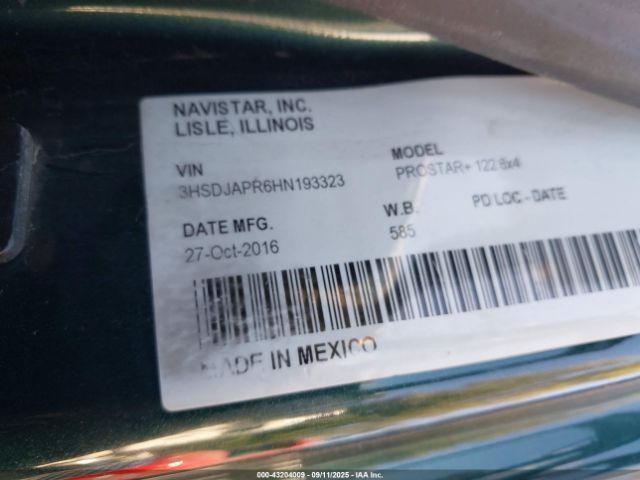 NAVISTAR, INC.
LISLE, ILLINOIS
VIN
3HSDJAPR6HN193323
MODEL
PROSTAR+ 122 6x4
DATE MFG.
27-Oct-2016
W.B.
585
PD LOC - DATE
MADE IN MEXICO
000-43204009 - 09/11/2025 - IAA Inc.